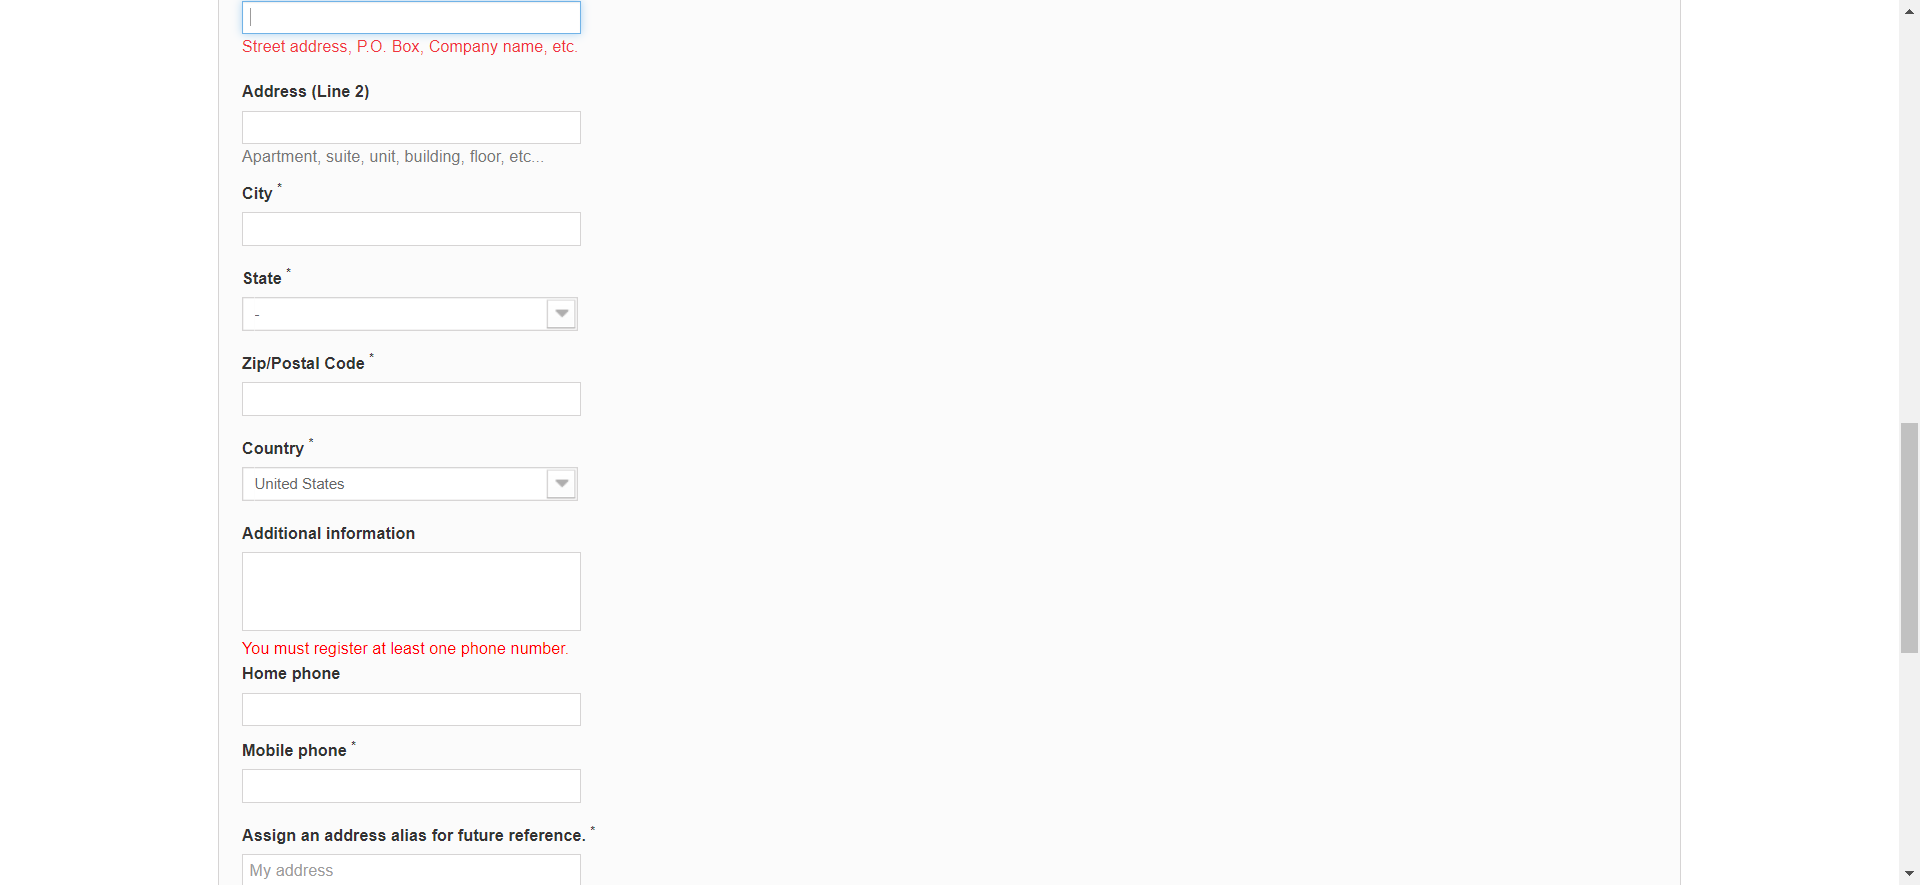 Street address, P.O. Box, Company name, etc.
Address (Line 2)
Apartment, suite, unit, building, floor, etc...
City *
State *
-
Zip/Postal Code *
Country *
United States
Additional information
You must register at least one phone number.
Home phone
Mobile phone *
Assign an address alias for future reference. *
My address